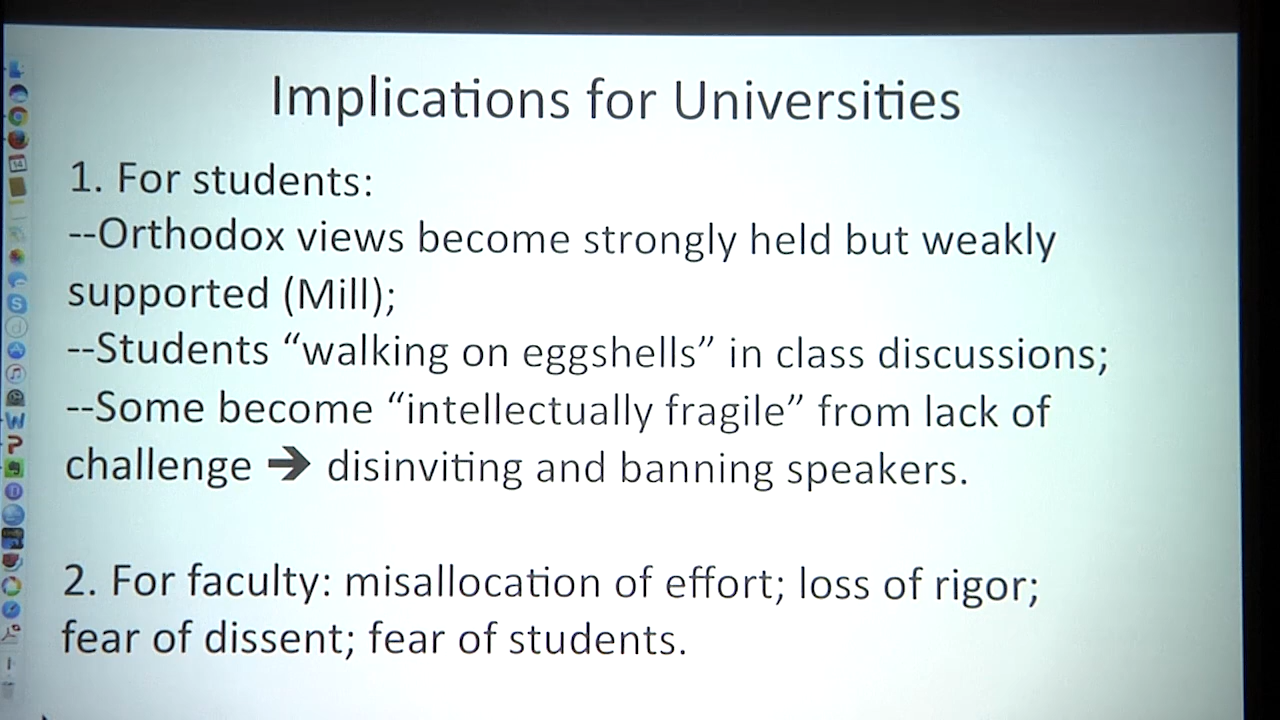 Implications for Universities
1. For students:
--Orthodox views become strongly held but weakly
supported (Mill);
--Students “walking on eggshells” in class discussions;
--Some become “intellectually fragile” from lack of
challenge ➔ disinviting and banning speakers.
2. For faculty: misallocation of effort; loss of rigor;
fear of dissent; fear of students.